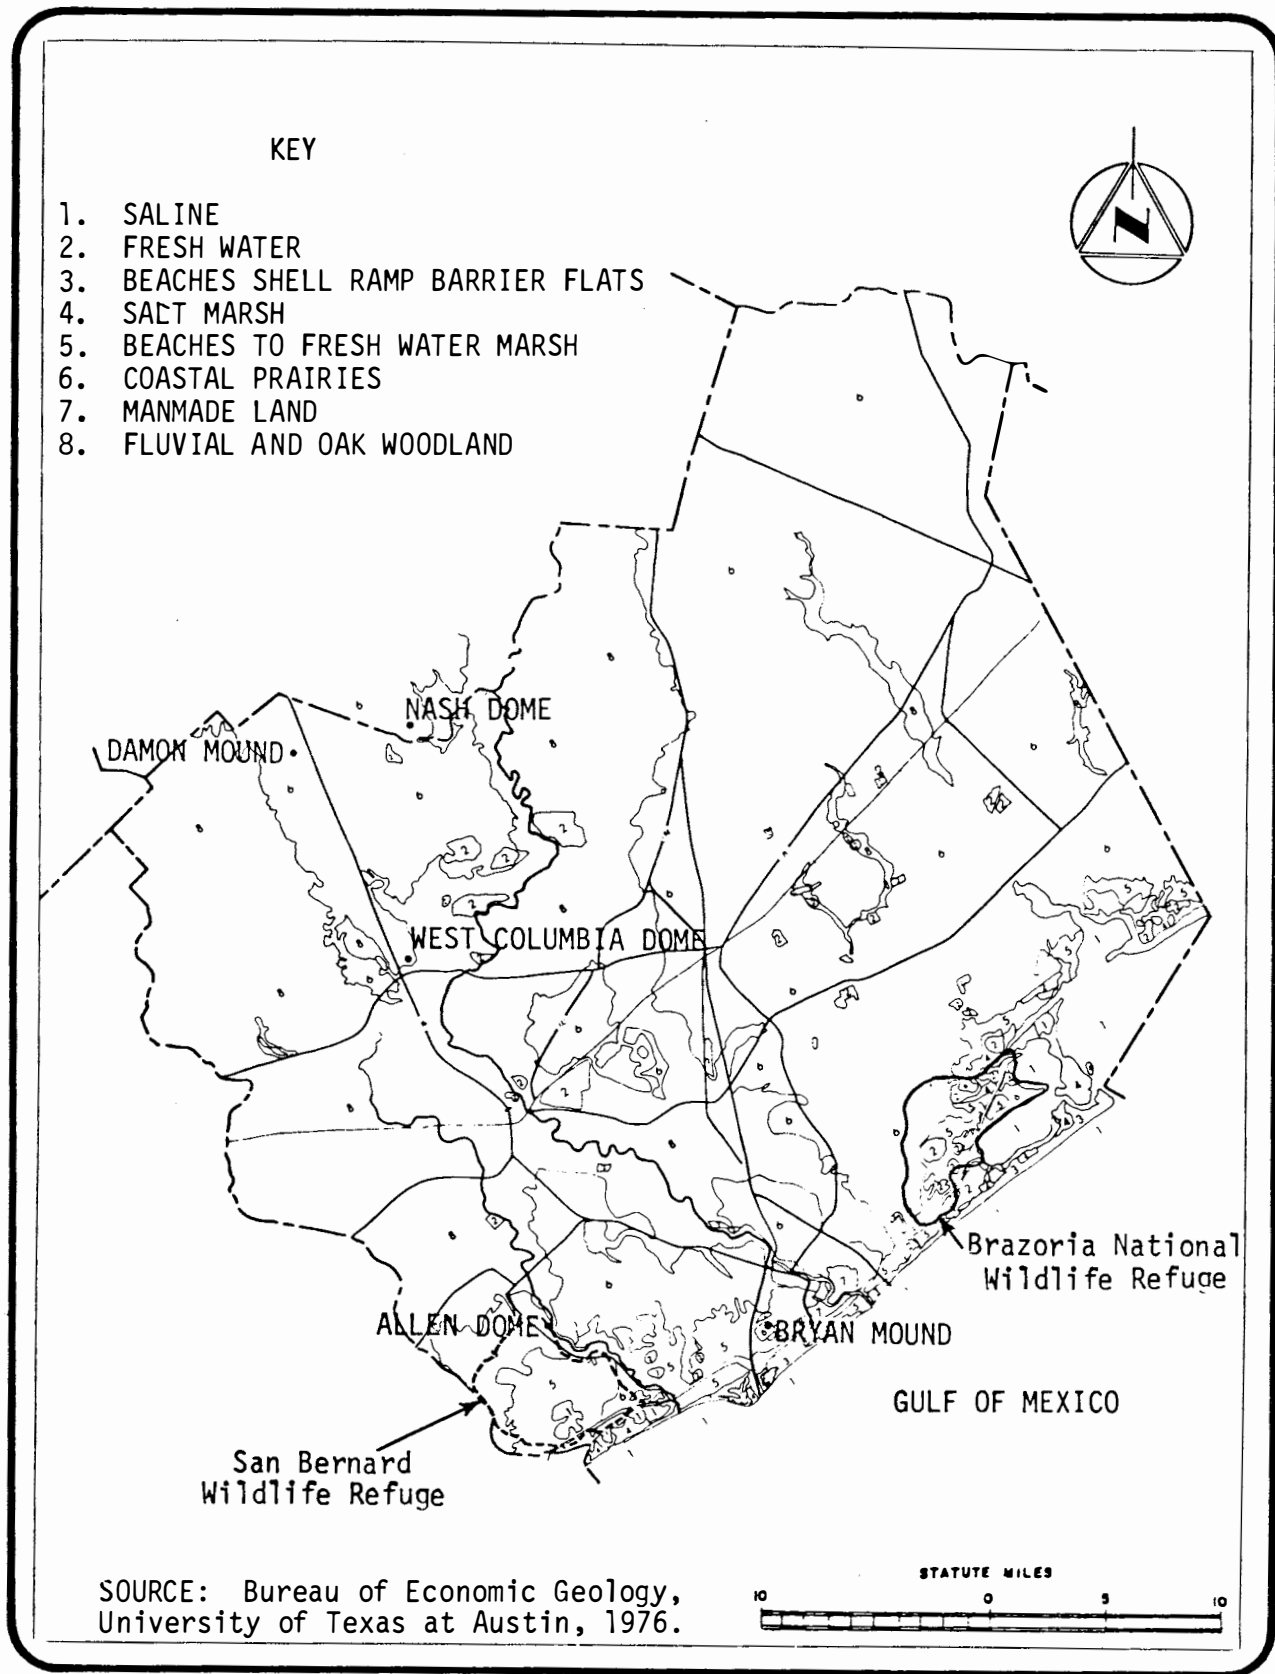 KEY
1. SALINE
2. FRESH WATER
3. BEACHES SHELL RAMP BARRIER FLATS
4. SALT MARSH
5. BEACHES TO FRESH WATER MARSH
6. COASTAL PRAIRIES
7. MANMADE LAND
8. FLUVIAL AND OAK WOODLAND
N
NASH DOME
DAMON MOUND
WEST COLUMBIA DOME
Brazoria National
Wildlife Refuge
ALLEN DOME
BRYAN MOUND
GULF OF MEXICO
San Bernard
Wildlife Refuge
STATUTE MILES
10 0 5 10
SOURCE: Bureau of Economic Geology,
University of Texas at Austin, 1976.